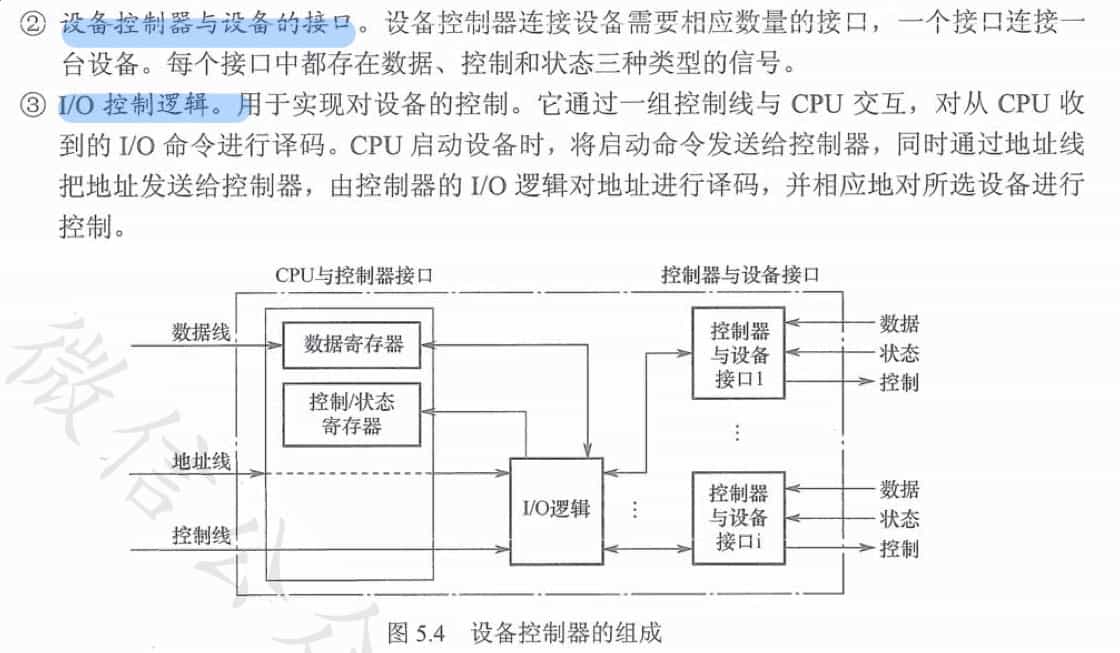 ② 设备控制器与设备的接口。设备控制器连接设备需要相应数量的接口，一个接口连接一
台设备。每个接口中都存在数据、控制和状态三种类型的信号。
③ I/O 控制逻辑。用于实现对设备的控制。它通过一组控制线与 CPU 交互，对从 CPU 收
到的 I/O 命令进行译码。CPU 启动设备时，将启动命令发送给控制器，同时通过地址线
把地址发送给控制器，由控制器的 I/O 逻辑对地址进行译码，并相应地对所选设备进行
控制。
CPU与控制器接口
控制器与设备接口
数据线
数据寄存器
控制/状态
寄存器
地址线
控制线
I/O逻辑
⋮
控制器
与设备
接口1
数据
状态
控制
⋮
控制器
与设备
接口i
数据
状态
控制
图 5.4 设备控制器的组成
微信公众